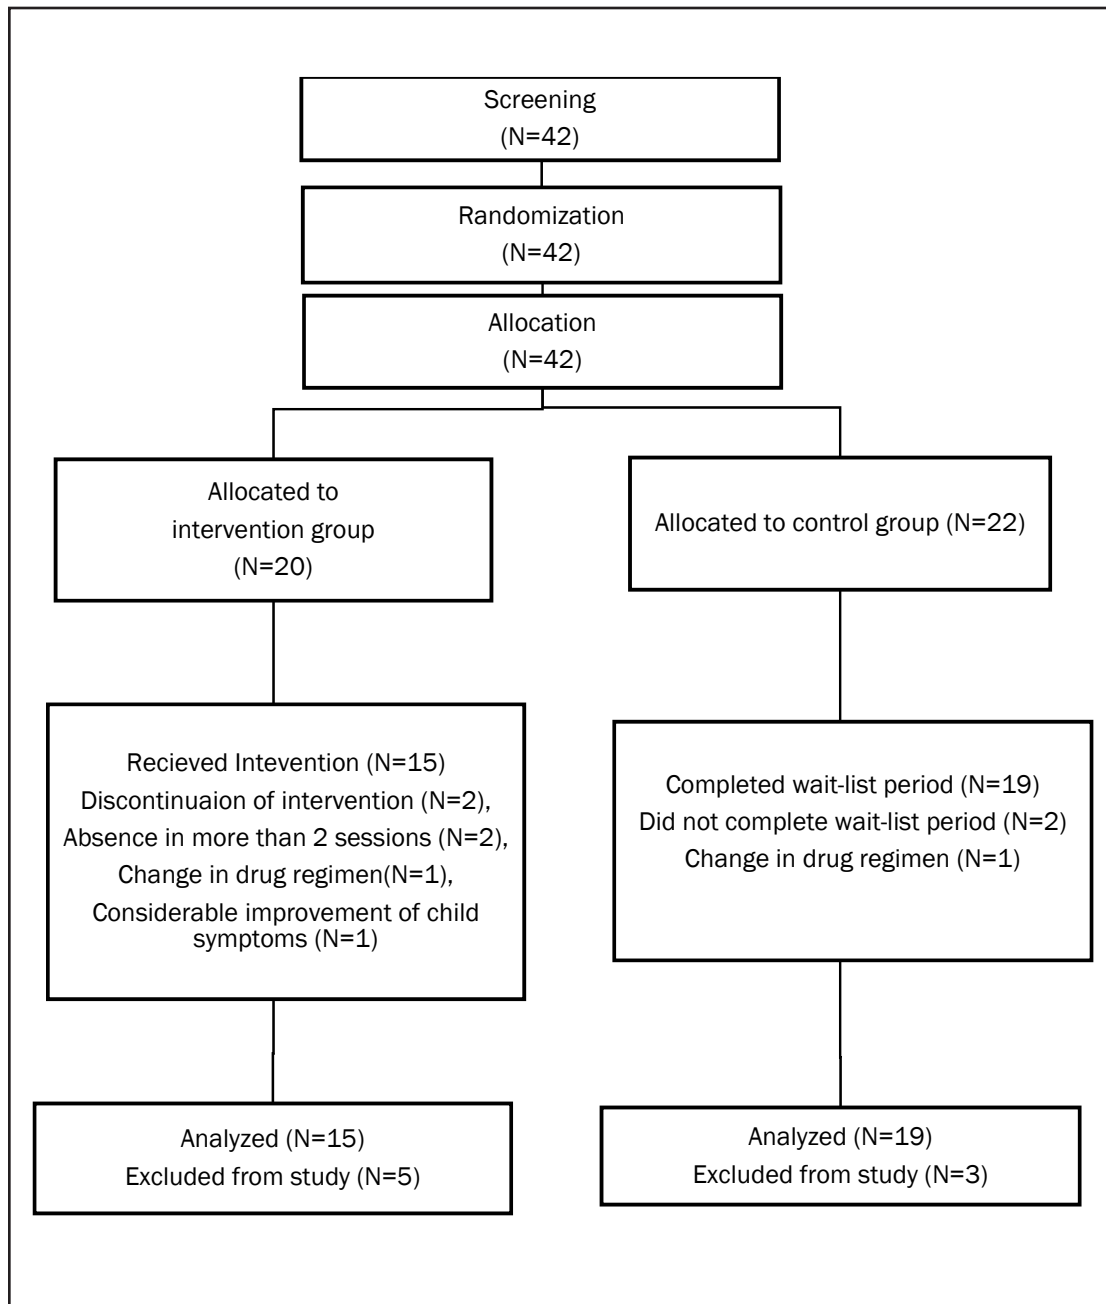 Screening
(N=42)
Randomization
(N=42)
Allocation
(N=42)
Allocated to
intervention group
(N=20)
Allocated to control group (N=22)
Recieved Intevention (N=15)
Discontinuaion of intervention (N=2),
Absence in more than 2 sessions (N=2),
Change in drug regimen(N=1),
Considerable improvement of child
symptoms (N=1)
Completed wait-list period (N=19)
Did not complete wait-list period (N=2)
Change in drug regimen (N=1)
Analyzed (N=15)
Excluded from study (N=5)
Analyzed (N=19)
Excluded from study (N=3)